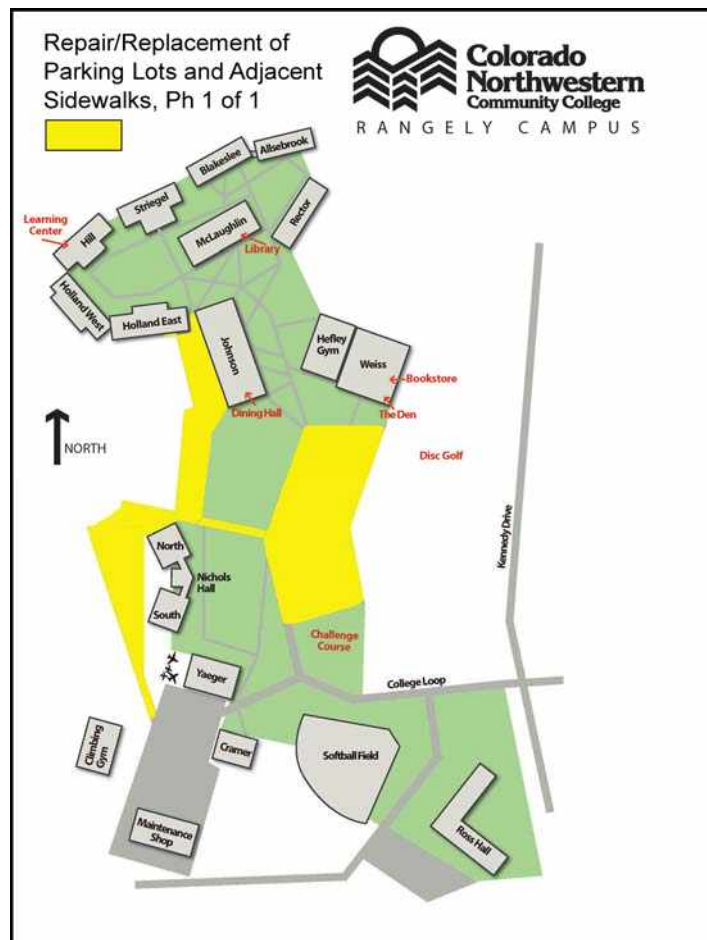 Repair/Replacement of
Parking Lots and Adjacent
Sidewalks, Ph 1 of 1
Colorado
Northwestern
Community College
RANGELY CAMPUS
Blakeslee
Allsebrook
Striegel
Rector
McLaughlin
Learning
Center
Hill
Library
Holland West
Holland East
Johnson
Hefley
Gym
Weiss
Bookstore
Dining Hall
The Den
NORTH
Disc Golf
Kennedy Drive
North
Nichols
Hall
South
Challenge
Course
Yaeger
College Loop
Climbing
Gym
Cramer
Softball Field
Maintenance
Shop
Ross Hall